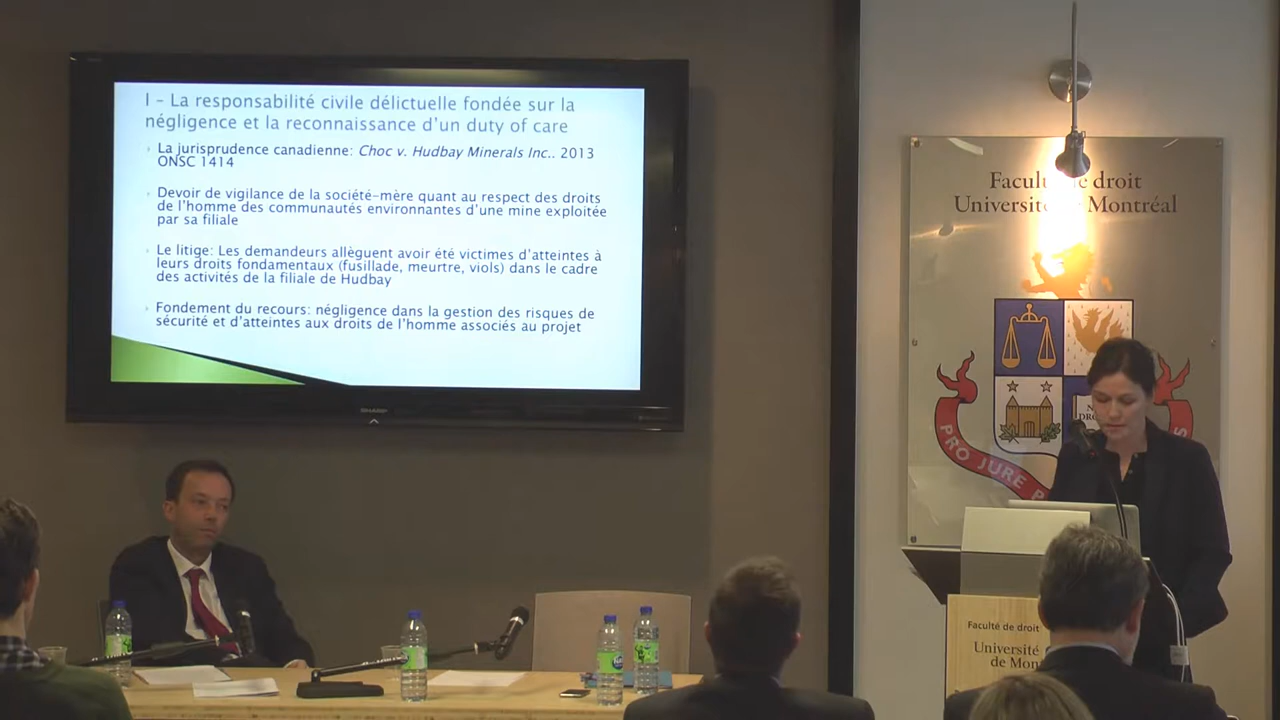 I – La responsabilité civile délictuelle fondée sur la
négligence et la reconnaissance d’un duty of care
La jurisprudence canadienne: Choc v. Hudbay Minerals Inc.. 2013
ONSC 1414
Devoir de vigilance de la société-mère quant au respect des droits
de l’homme des communautés environnantes d’une mine exploitée
par sa filiale
Le litige: Les demandeurs allèguent avoir été victimes d’atteintes à
leurs droits fondamentaux (fusillade, meurtre, viols) dans le cadre
des activités de la filiale de Hudbay
Fondement du recours: négligence dans la gestion des risques de
sécurité et d’atteintes aux droits de l’homme associés au projet
SHARP
Facul de droit
Universit Montréal
PRO JURE
Faculté de droit
Université
de Mon